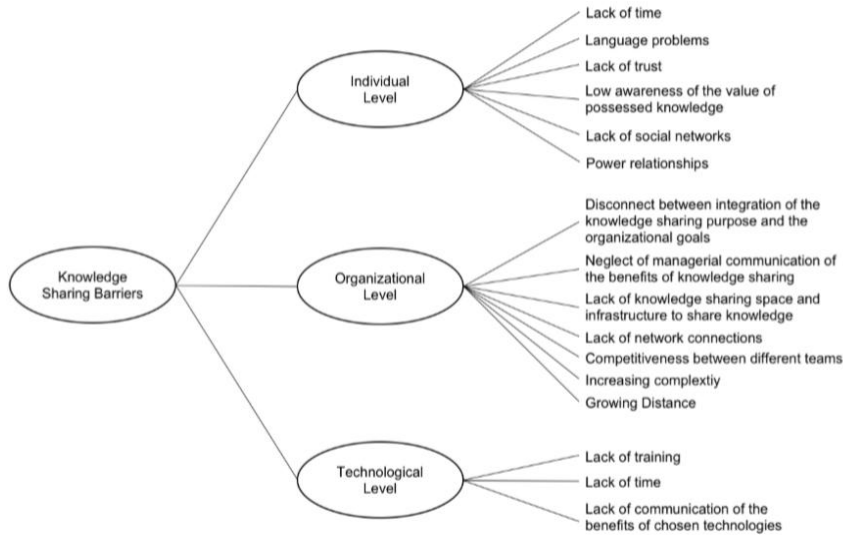 Knowledge
Sharing Barriers
Individual
Level
Lack of time
Language problems
Lack of trust
Low awareness of the value of
possessed knowledge
Lack of social networks
Power relationships
Organizational
Level
Disconnect between integration of the
knowledge sharing purpose and the
organizational goals
Neglect of managerial communication of
the benefits of knowledge sharing
Lack of knowledge sharing space and
infrastructure to share knowledge
Lack of network connections
Competitiveness between different teams
Increasing complextiy
Growing Distance
Technological
Level
Lack of training
Lack of time
Lack of communication of the
benefits of chosen technologies